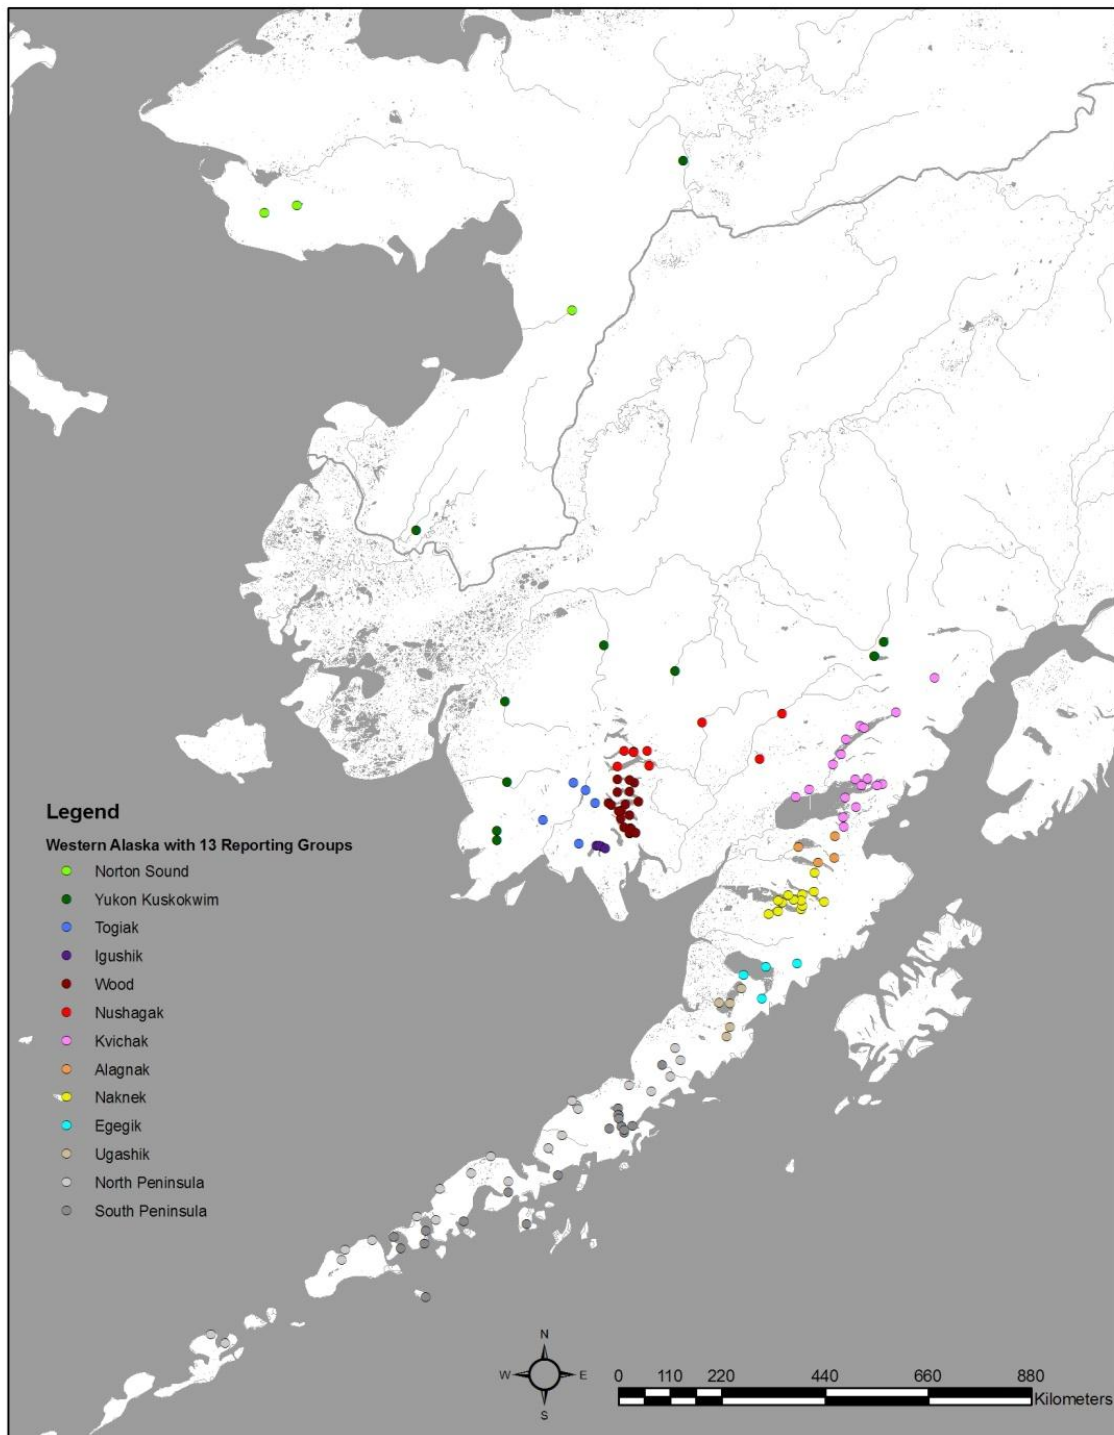 Legend
Western Alaska with 13 Reporting Groups
Norton Sound
Yukon Kuskokwim
Togiak
Igushik
Wood
Nushagak
Kvichak
Alagnak
Naknek
Egegik
Ugashik
North Peninsula
South Peninsula
N
W E
S
0 110 220 440 660 880
Kilometers